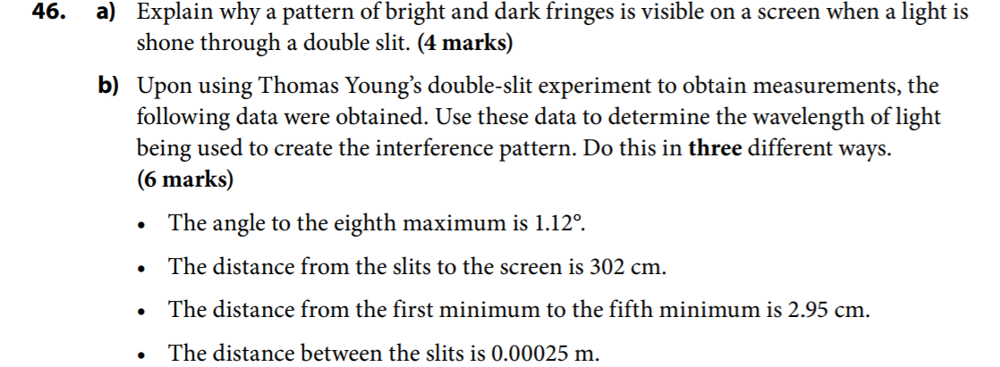 46. a) Explain why a pattern of bright and dark fringes is visible on a screen when a light is
shone through a double slit. (4 marks)
b) Upon using Thomas Young’s double-slit experiment to obtain measurements, the
following data were obtained. Use these data to determine the wavelength of light
being used to create the interference pattern. Do this in three different ways.
(6 marks)
• The angle to the eighth maximum is 1.12°.
• The distance from the slits to the screen is 302 cm.
• The distance from the first minimum to the fifth minimum is 2.95 cm.
• The distance between the slits is 0.00025 m.